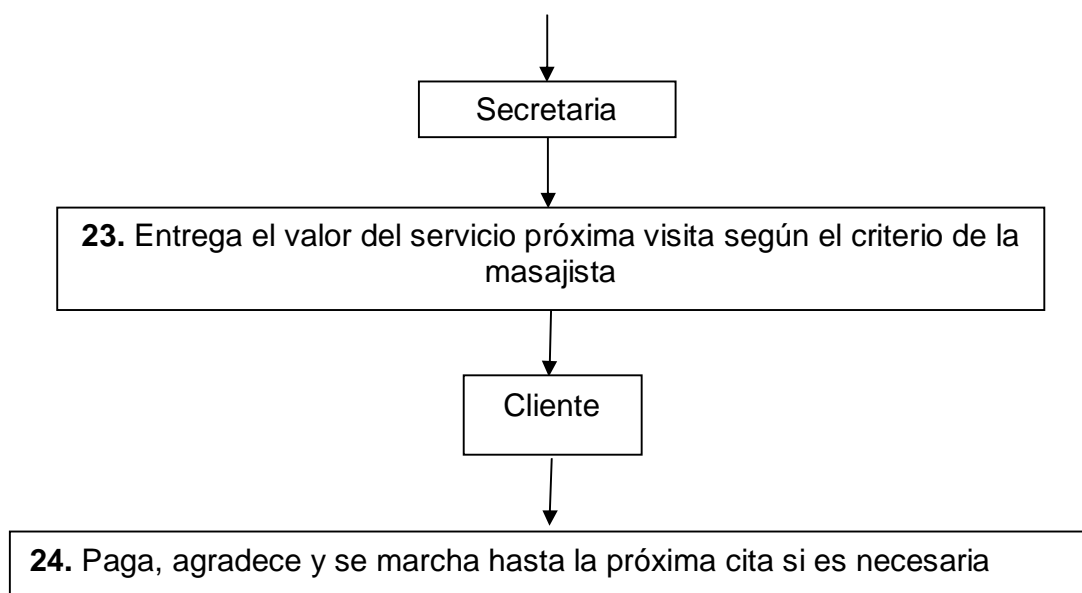 Secretaria
23. Entrega el valor del servicio próxima visita según el criterio de la
masajista
Cliente
24. Paga, agradece y se marcha hasta la próxima cita si es necesaria